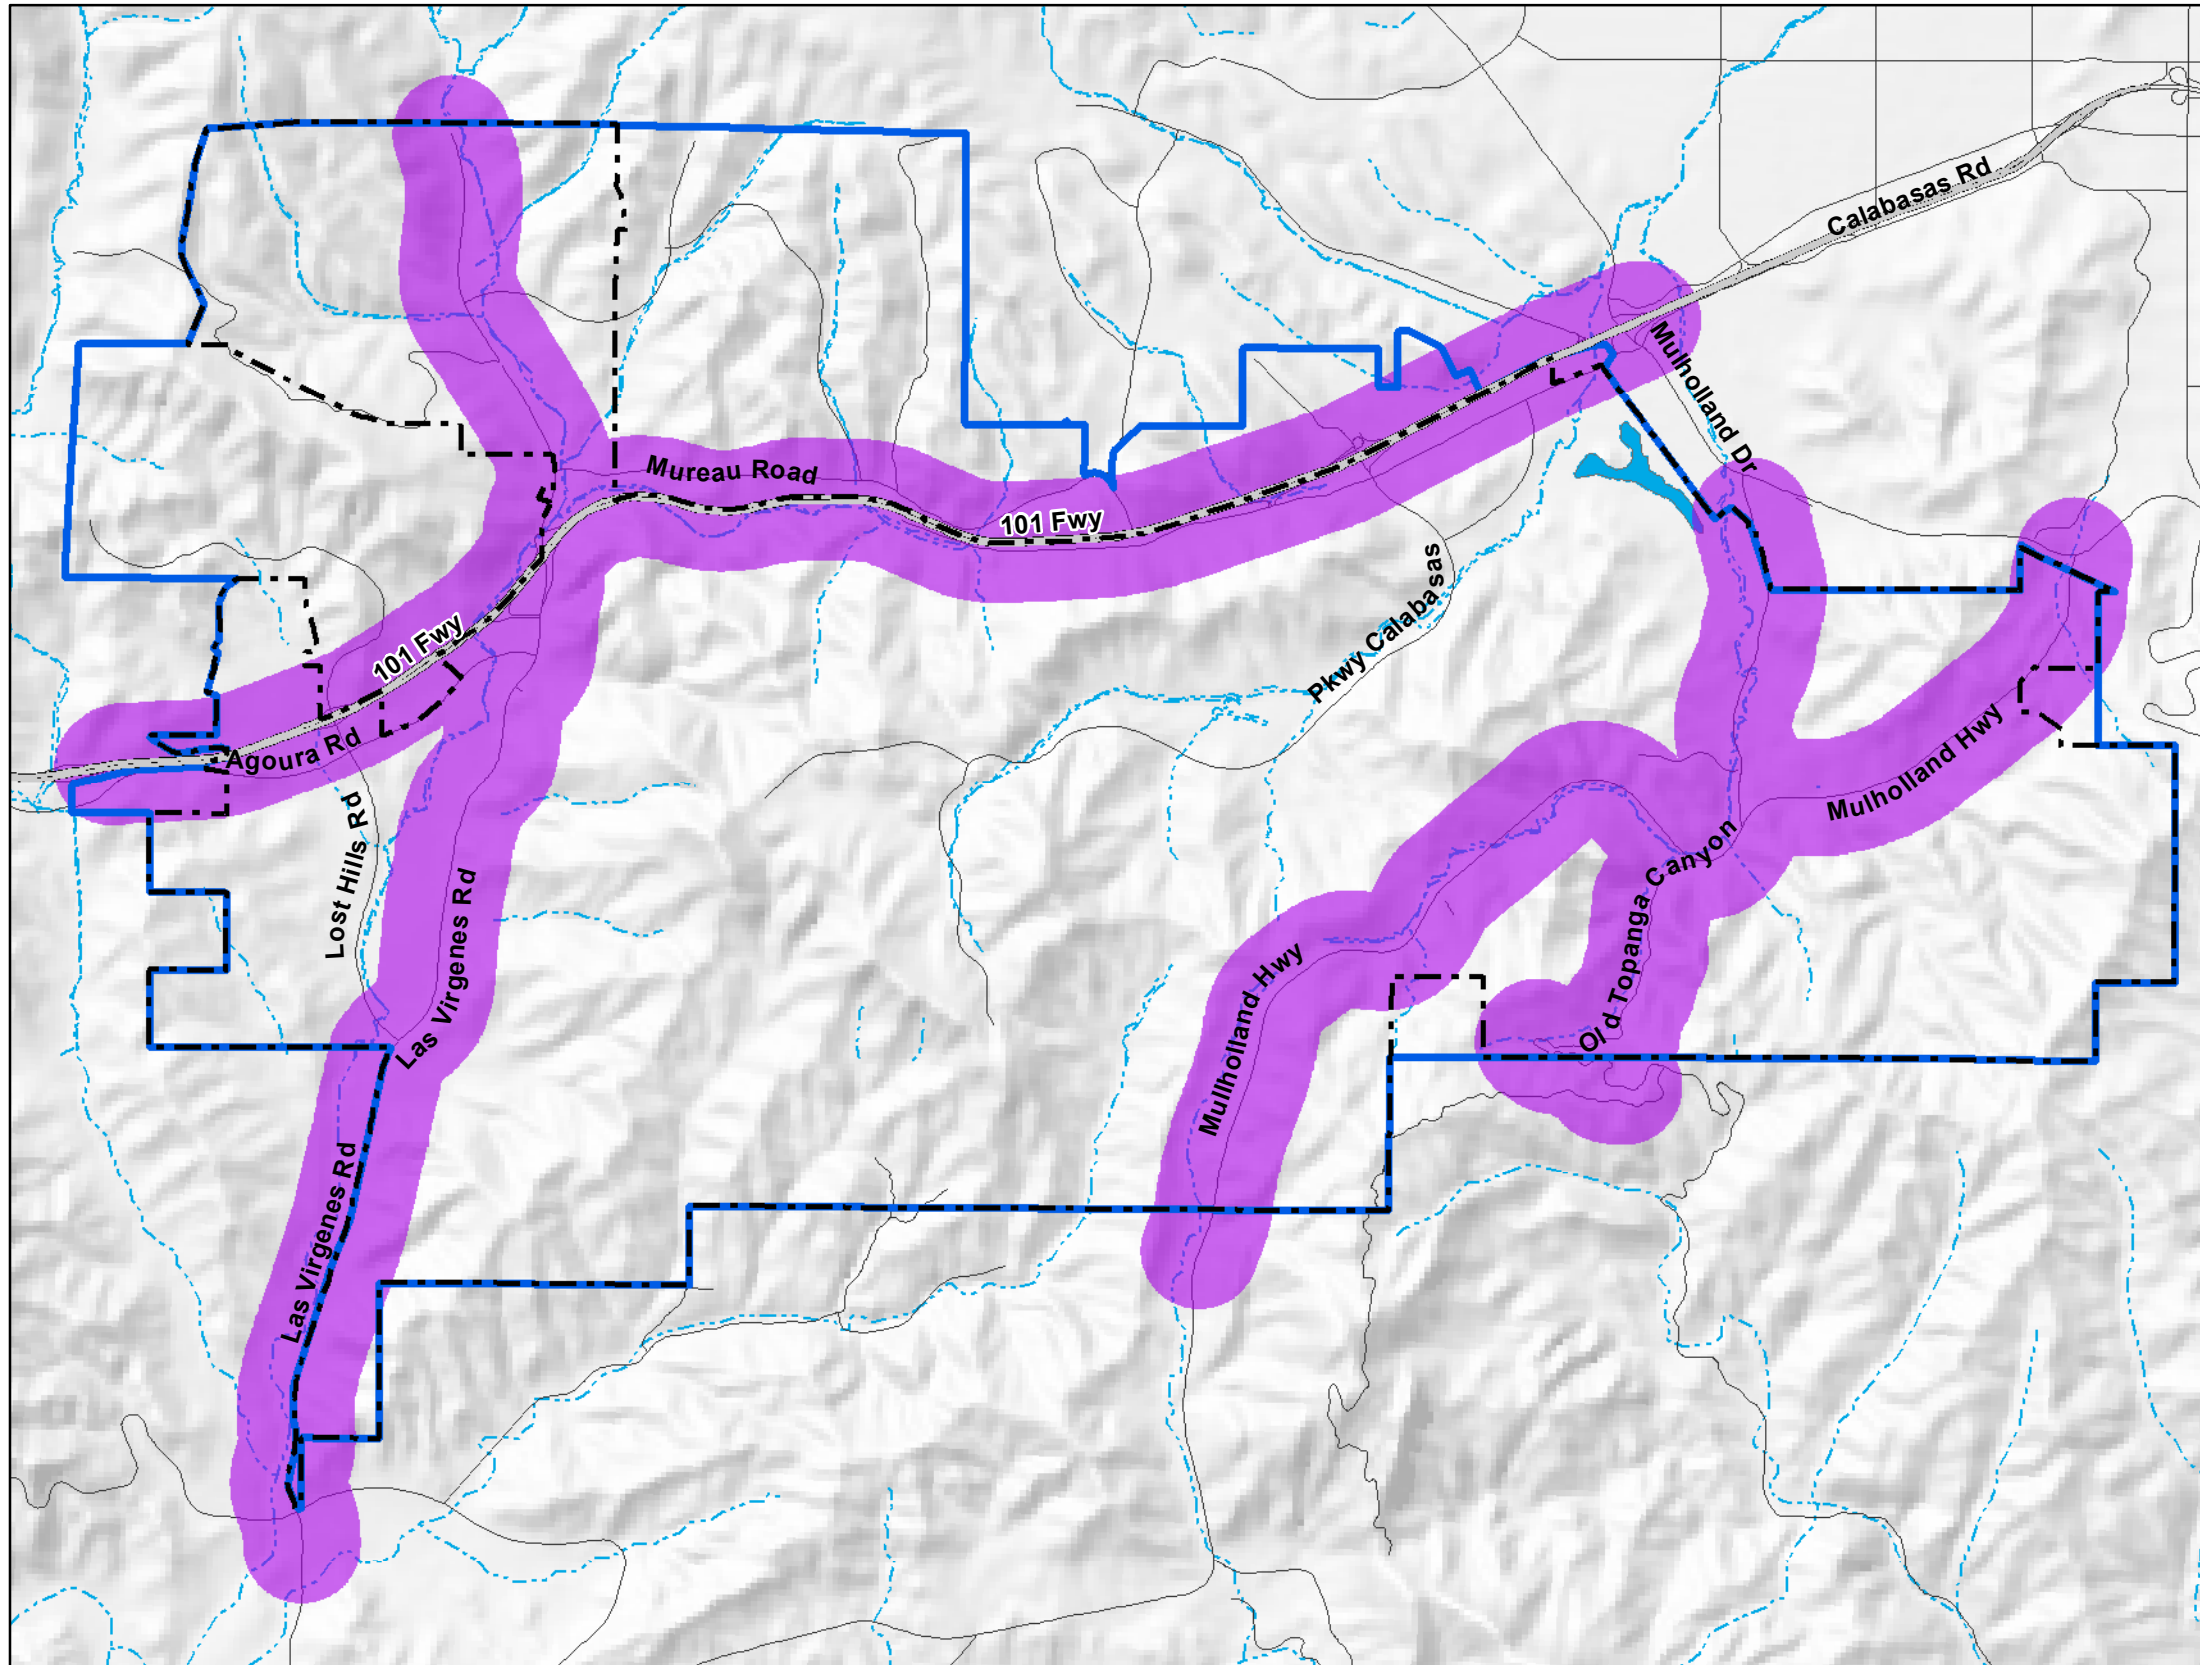 Calabasas Rd
Mulholland Dr
Mureau Road
101 Fwy
Pkwy Calabasas
101 Fwy
Agoura Rd
Mulholland Hwy
Lost Hills Rd
Old Topanga Canyon
Las Virgenes Rd
Mullholland Hwy
Las Virgenes Rd